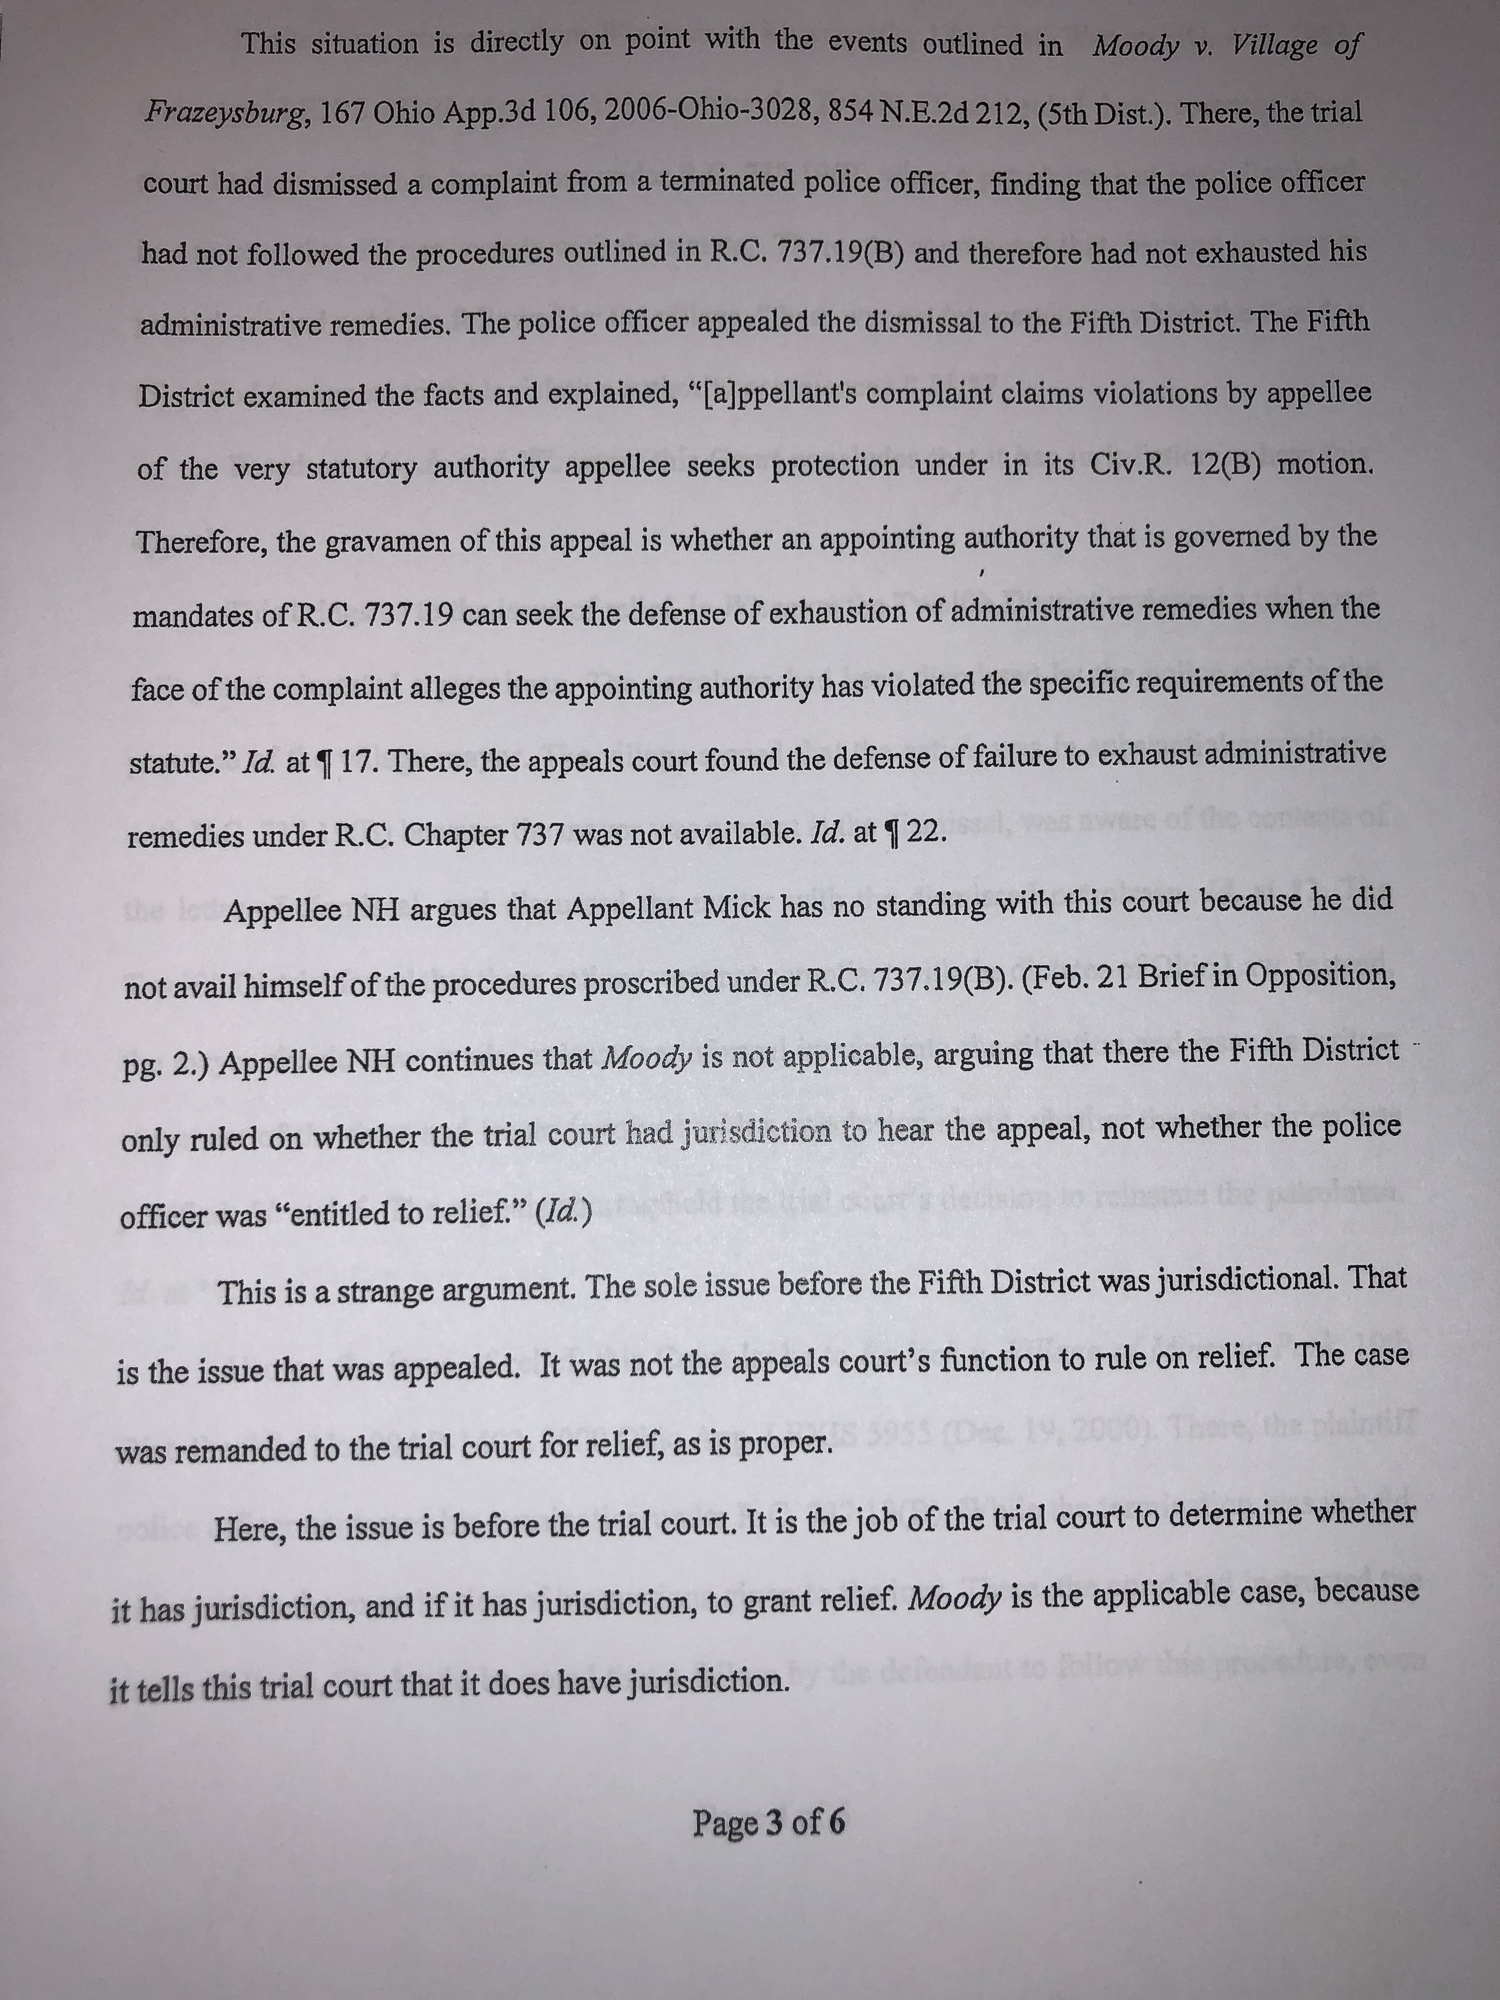 This situation is directly on point with the events outlined in Moody v. Village of
Frazeysburg, 167 Ohio App.3d 106, 2006-Ohio-3028, 854 N.E.2d 212, (5th Dist.). There, the trial
court had dismissed a complaint from a terminated police officer, finding that the police officer
had not followed the procedures outlined in R.C. 737.19(B) and therefore had not exhausted his
administrative remedies. The police officer appealed the dismissal to the Fifth District. The Fifth
District examined the facts and explained, “[a]ppellant's complaint claims violations by appellee
of the very statutory authority appellee seeks protection under in its Civ.R. 12(B) motion.
Therefore, the gravamen of this appeal is whether an appointing authority that is governed by the
mandates of R.C. 737.19 can seek the defense of exhaustion of administrative remedies when the
face of the complaint alleges the appointing authority has violated the specific requirements of the
statute.” Id. at ¶ 17. There, the appeals court found the defense of failure to exhaust administrative
remedies under R.C. Chapter 737 was not available. Id. at ¶ 22.
Appellee NH argues that Appellant Mick has no standing with this court because he did
not avail himself of the procedures proscribed under R.C. 737.19(B). (Feb. 21 Brief in Opposition,
pg. 2.) Appellee NH continues that Moody is not applicable, arguing that there the Fifth District
only ruled on whether the trial court had jurisdiction to hear the appeal, not whether the police
officer was “entitled to relief.” (Id.)
This is a strange argument. The sole issue before the Fifth District was jurisdictional. That
is the issue that was appealed. It was not the appeals court’s function to rule on relief. The case
was remanded to the trial court for relief, as is proper.
Here, the issue is before the trial court. It is the job of the trial court to determine whether
it has jurisdiction, and if it has jurisdiction, to grant relief. Moody is the applicable case, because
it tells this trial court that it does have jurisdiction.
Page 3 of 6